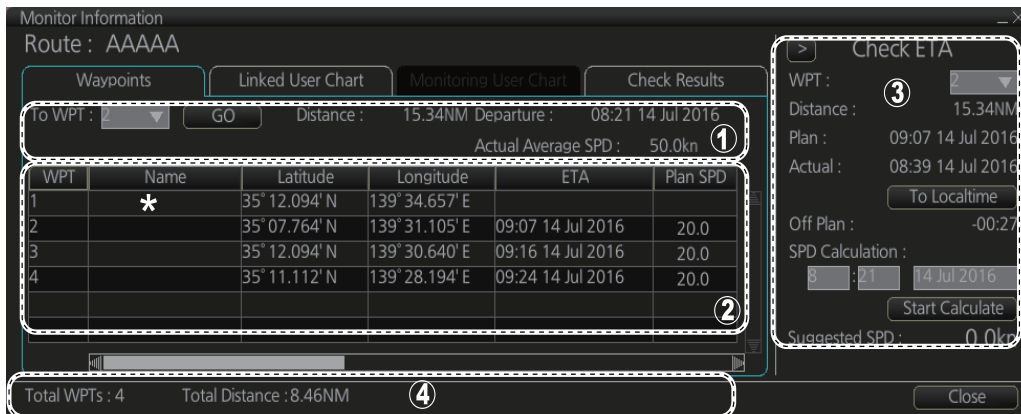 Monitor Information
Route : AAAAA
Waypoints Linked User Chart Monitoring User Chart Check Results
To WPT : 2 GO Distance : 15.34NM Departure : 08:21 14 Jul 2016
Actual Average SPD : 50.0kn 1
WPT Name Latitude Longitude ETA Plan SPD
1 * 35° 12.094' N 139° 34.657' E
2 35° 07.764' N 139° 31.105' E 09:07 14 Jul 2016 20.0
3 35° 12.094' N 139° 30.640' E 09:16 14 Jul 2016 20.0
4 35° 11.112' N 139° 28.194' E 09:24 14 Jul 2016 20.0
2
Total WPTs : 4 Total Distance :8.46NM 4
> Check ETA
WPT : 3 2
Distance : 15.34NM
Plan : 09:07 14 Jul 2016
Actual : 08:39 14 Jul 2016
To Localtime
Off Plan : -00:27
SPD Calculation :
8 :21 14 Jul 2016
Start Calculate
Suggested SPD : 0.0kn
Close